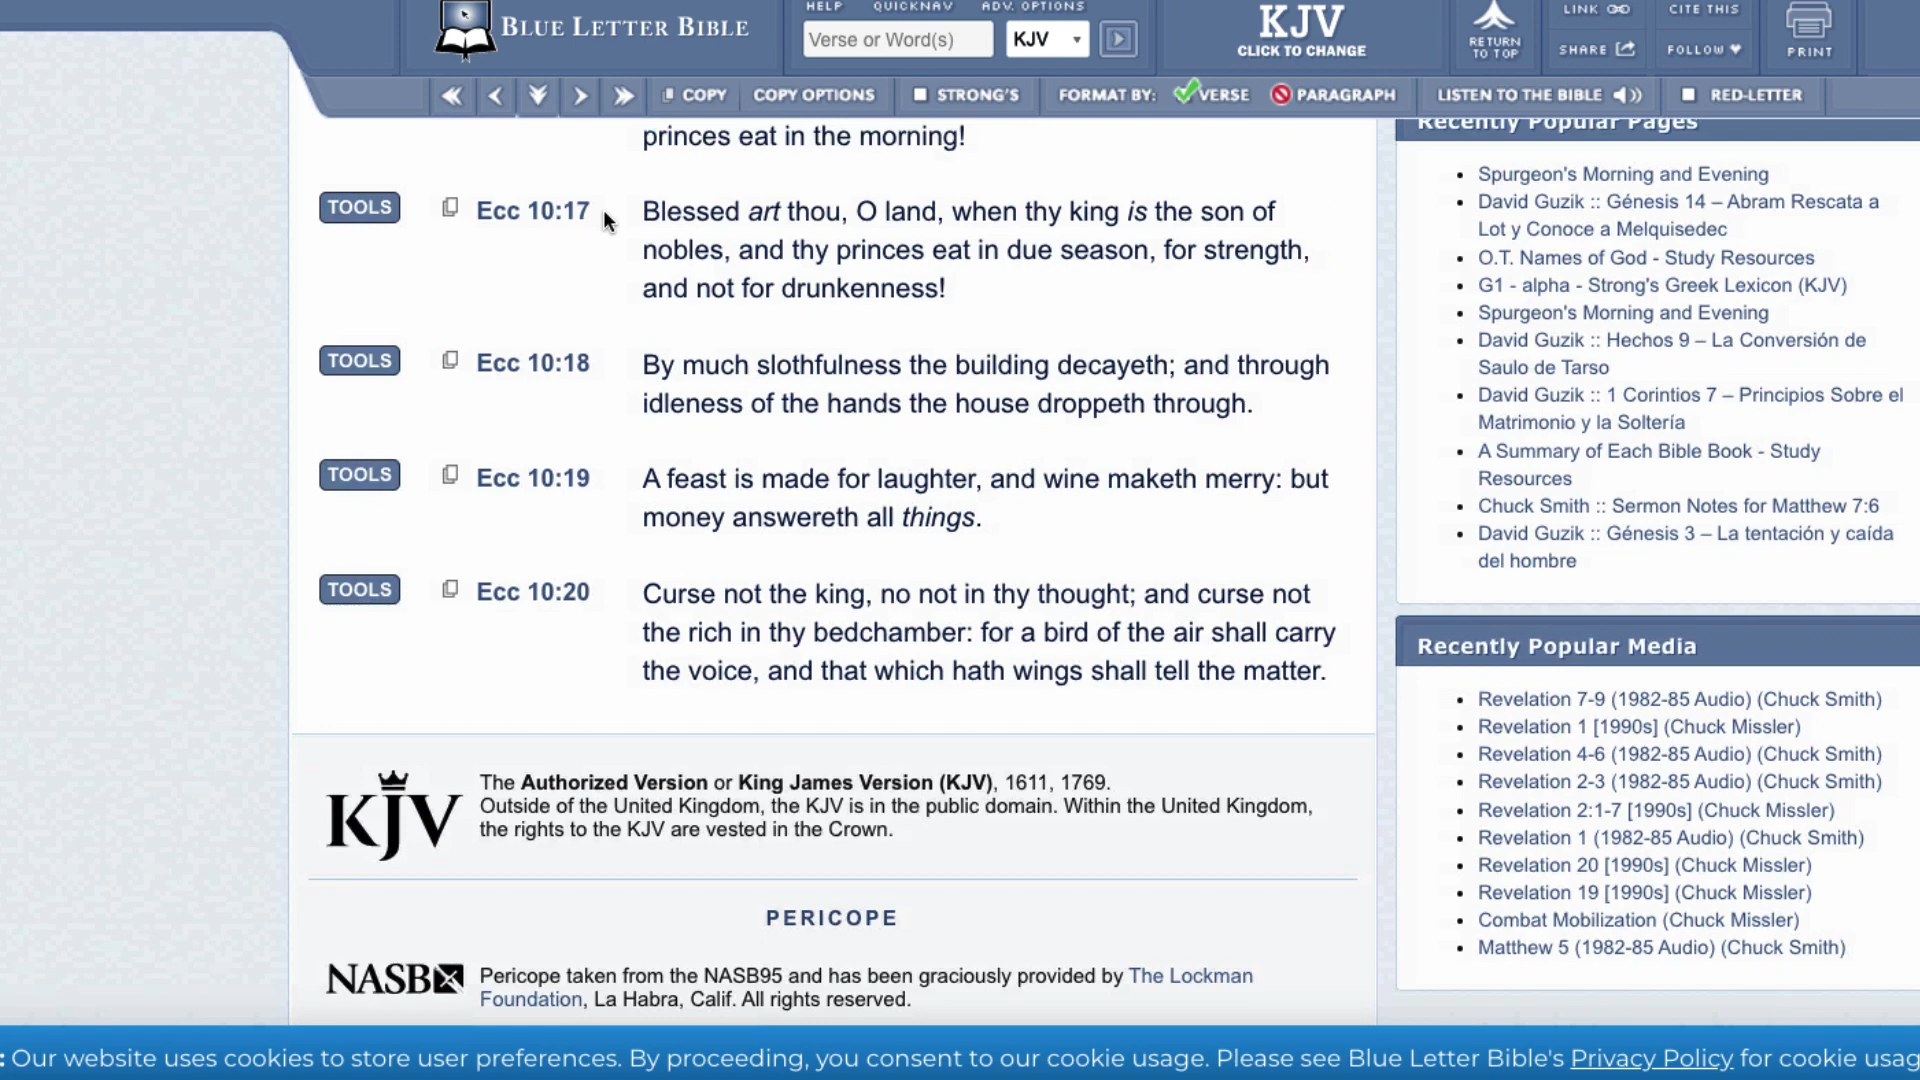 BLUE LETTER BIBLE
HELP QUICKNAV ADV. OPTIONS
Verse or Word(s) KJV
KJV
CLICK TO CHANGE
RETURN
TO TOP
LINK CITE THIS
SHARE FOLLOW
PRINT
COPY COPY OPTIONS STRONG'S FORMAT BY: VERSE PARAGRAPH LISTEN TO THE BIBLE RED-LETTER
princes eat in the morning!
TOOLS Ecc 10:17 Blessed art thou, O land, when thy king is the son of
nobles, and thy princes eat in due season, for strength,
and not for drunkenness!
TOOLS Ecc 10:18 By much slothfulness the building decayeth; and through
idleness of the hands the house droppeth through.
TOOLS Ecc 10:19 A feast is made for laughter, and wine maketh merry: but
money answereth all things.
TOOLS Ecc 10:20 Curse not the king, no not in thy thought; and curse not
the rich in thy bedchamber: for a bird of the air shall carry
the voice, and that which hath wings shall tell the matter.
KJV
The Authorized Version or King James Version (KJV), 1611, 1769.
Outside of the United Kingdom, the KJV is in the public domain. Within the United Kingdom,
the rights to the KJV are vested in the Crown.
PERICOPE
NASB
Pericope taken from the NASB95 and has been graciously provided by The Lockman
Foundation, La Habra, Calif. All rights reserved.
Recently Popular Pages
• Spurgeon's Morning and Evening
• David Guzik :: Génesis 14 – Abram Rescata a
Lot y Conoce a Melquisedec
• O.T. Names of God - Study Resources
• G1 - alpha - Strong's Greek Lexicon (KJV)
• Spurgeon's Morning and Evening
• David Guzik :: Hechos 9 – La Conversión de
Saulo de Tarso
• David Guzik :: 1 Corintios 7 – Principios Sobre el
Matrimonio y la Soltería
• A Summary of Each Bible Book - Study
Resources
• Chuck Smith :: Sermon Notes for Matthew 7:6
• David Guzik :: Génesis 3 – La tentación y caída
del hombre
Recently Popular Media
• Revelation 7-9 (1982-85 Audio) (Chuck Smith)
• Revelation 1 [1990s] (Chuck Missler)
• Revelation 4-6 (1982-85 Audio) (Chuck Smith)
• Revelation 2-3 (1982-85 Audio) (Chuck Smith)
• Revelation 2:1-7 [1990s] (Chuck Missler)
• Revelation 1 (1982-85 Audio) (Chuck Smith)
• Revelation 20 [1990s] (Chuck Missler)
• Revelation 19 [1990s] (Chuck Missler)
• Combat Mobilization (Chuck Missler)
• Matthew 5 (1982-85 Audio) (Chuck Smith)
: Our website uses cookies to store user preferences. By proceeding, you consent to our cookie usage. Please see Blue Letter Bible's Privacy Policy for cookie usag